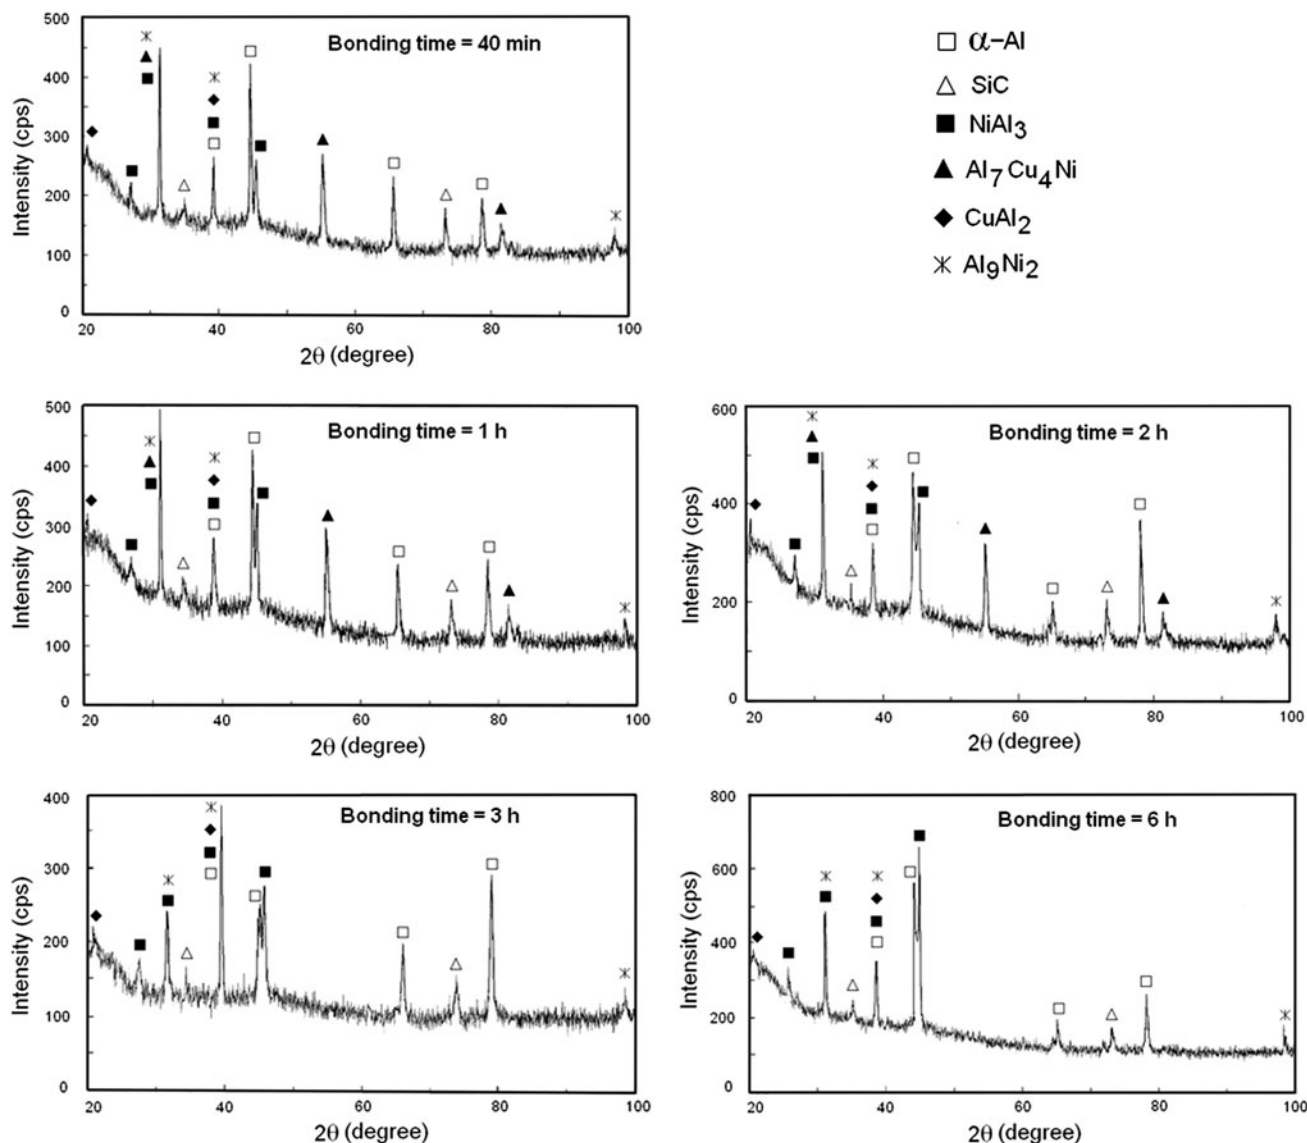 Bonding time = 40 min
500
400
300
200
100
0
Intensity (cps)
20 40 60 80 100
2θ (degree)
α-Al
SiC
NiAl3
Al7Cu4Ni
CuAl2
Al9Ni2
Bonding time = 1 h
500
400
300
200
100
0
Intensity (cps)
20 40 60 80 100
2θ (degree)
Bonding time = 2 h
600
400
200
0
Intensity (cps)
20 40 60 80 100
2θ (degree)
Bonding time = 3 h
400
300
200
100
0
Intensity (cps)
20 40 60 80 100
2θ (degree)
Bonding time = 6 h
800
600
400
200
0
Intensity (cps)
20 40 60 80 100
2θ (degree)